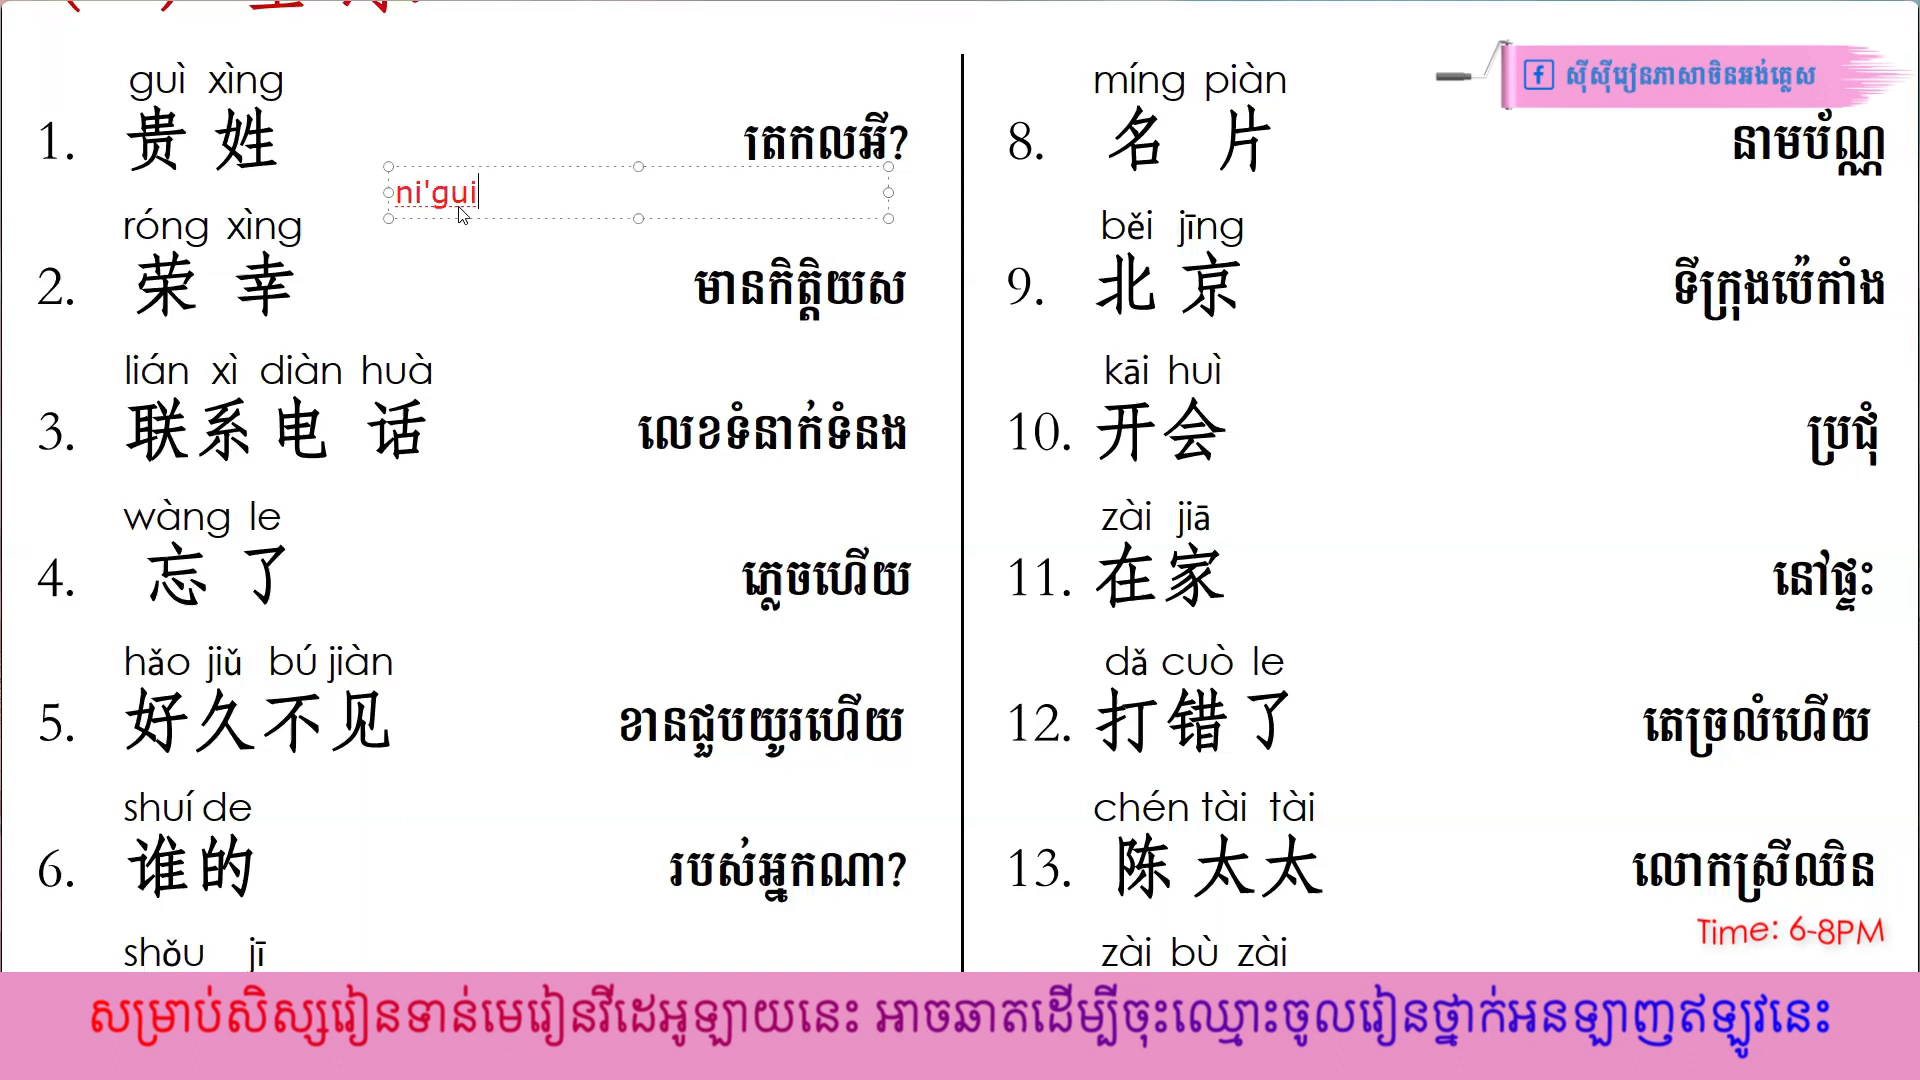 guì xìng
1. 贵姓 តេកលអី?
ni'gui
róng xìng
2. 荣幸 មានកិត្តិយស
lián xì diàn huà
3. 联系电话 លេខទំនាក់ទំនង
wàng le
4. 忘了 ភ្លេចហើយ
hǎo jiǔ bú jiàn
5. 好久不见 ខានជួបយូរហើយ
shuí de
6. 谁的 របស់អ្នកណា?
shǒu jī
míng piàn
8. 名片 នាមប័ណ្ណ
běi jīng
9. 北京 ទីក្រុងប៉េកាំង
kāi huì
10. 开会 ប្រជុំ
zài jiā
11. 在家 នៅផ្ទះ
dǎ cuò le
12. 打错了 តេច្រលំហើយ
chén tài tài
13. 陈太太 លោកស្រីឈិន
zài bù zài
ស៊ីស៊ីរៀនភាសាចិនអង់គ្លេស
Time: 6-8PM
សម្រាប់សិស្សរៀនទាន់មេរៀនវីដេអូឡាយនេះ អាចឆាតដើម្បីចុះឈ្មោះចូលរៀនថ្នាក់អនឡាញឥឡូវនេះ